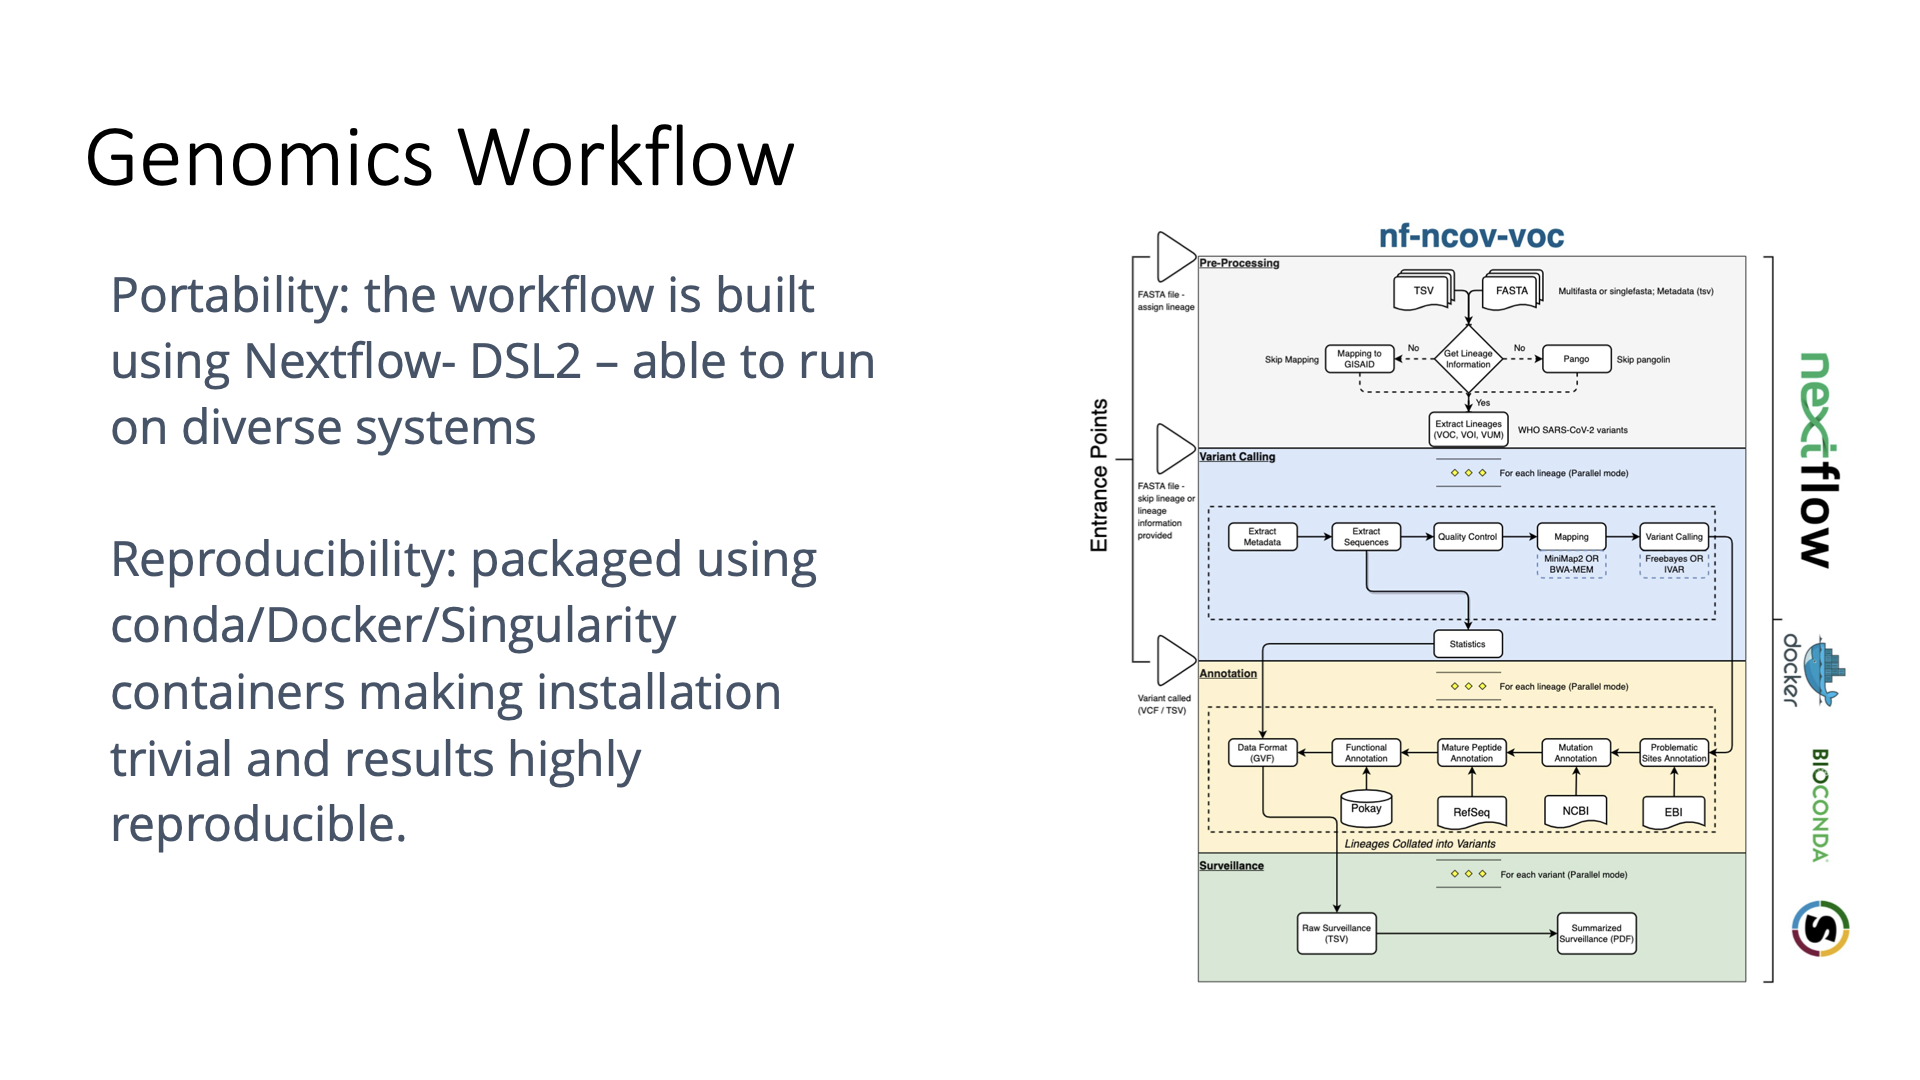 Genomics Workflow
Portability: the workflow is built
using Nextflow- DSL2 – able to run
on diverse systems
Reproducibility: packaged using
conda/Docker/Singularity
containers making installation
trivial and results highly
reproducible.
nf-ncov-voc
Entrance Points
FASTA file -
assign lineage
FASTA file -
skip lineage or
lineage
information
provided
Variant called
(VCF / TSV)
Pre-Processing
TSV
FASTA
Multifasta or singlefasta; Metadata (tsv)
Skip Mapping
Mapping to
GISAID
No
Get Lineage
Information
No
Pango
Skip pangolin
Yes
Extract Lineages
(VOC, VOI, VUM)
WHO SARS-CoV-2 variants
Variant Calling
For each lineage (Parallel mode)
Extract
Metadata
Extract
Sequences
Quality Control
Mapping
MiniMap2 OR
BWA-MEM
Variant Calling
Freebayes OR
IVAR
Statistics
Annotation
For each lineage (Parallel mode)
Data Format
(GVF)
Functional
Annotation
Mature Peptide
Annotation
Mutation
Annotation
Problematic
Sites Annotation
Pokay
RefSeq
NCBI
EBI
Lineages Collated into Variants
Surveillance
For each variant (Parallel mode)
Raw Surveillance
(TSV)
Summarized
Surveillance (PDF)
nextflow
docker
BIOCONDA
S